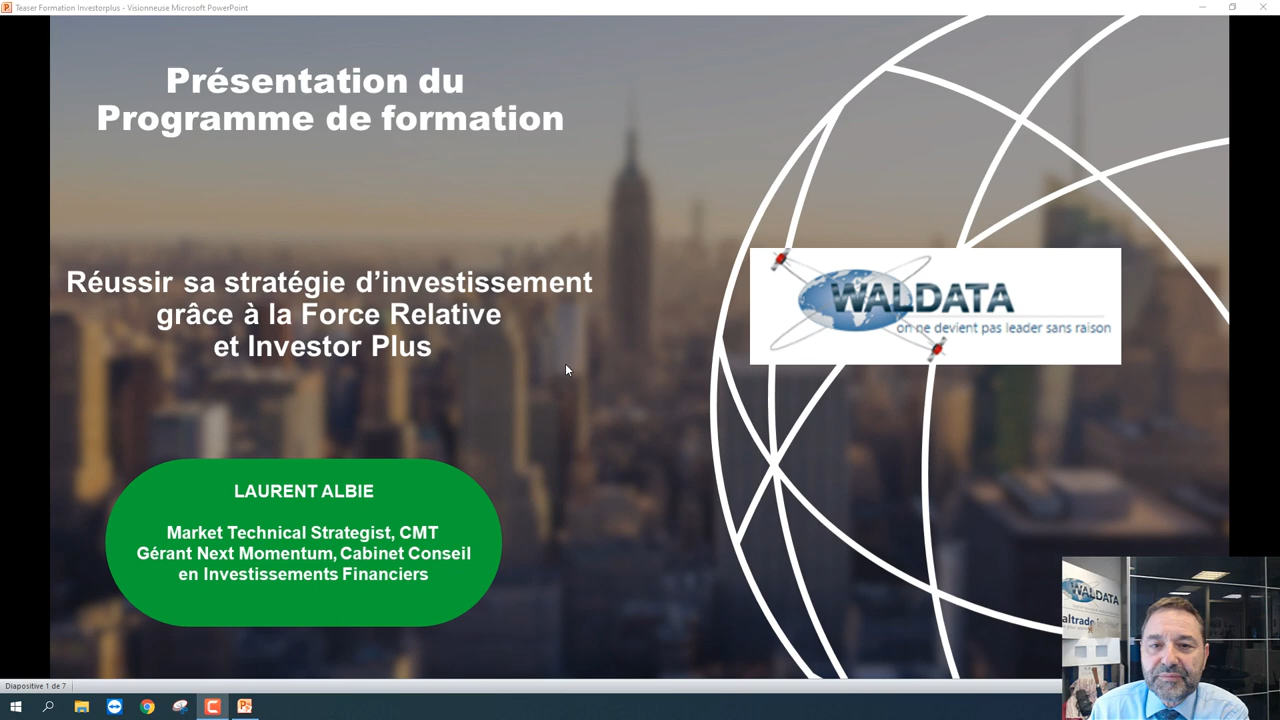 Teaser Formation Investorplus - Visionneuse Microsoft PowerPoint
Présentation du
Programme de formation
Réussir sa stratégie d’investissement
grâce à la Force Relative
et Investor Plus
WALDATA
on ne devient pas leader sans raison
LAURENT ALBIE
Market Technical Strategist, CMT
Gérant Next Momentum, Cabinet Conseil
en Investissements Financiers
WALDATA
Diapositive 1 de 7